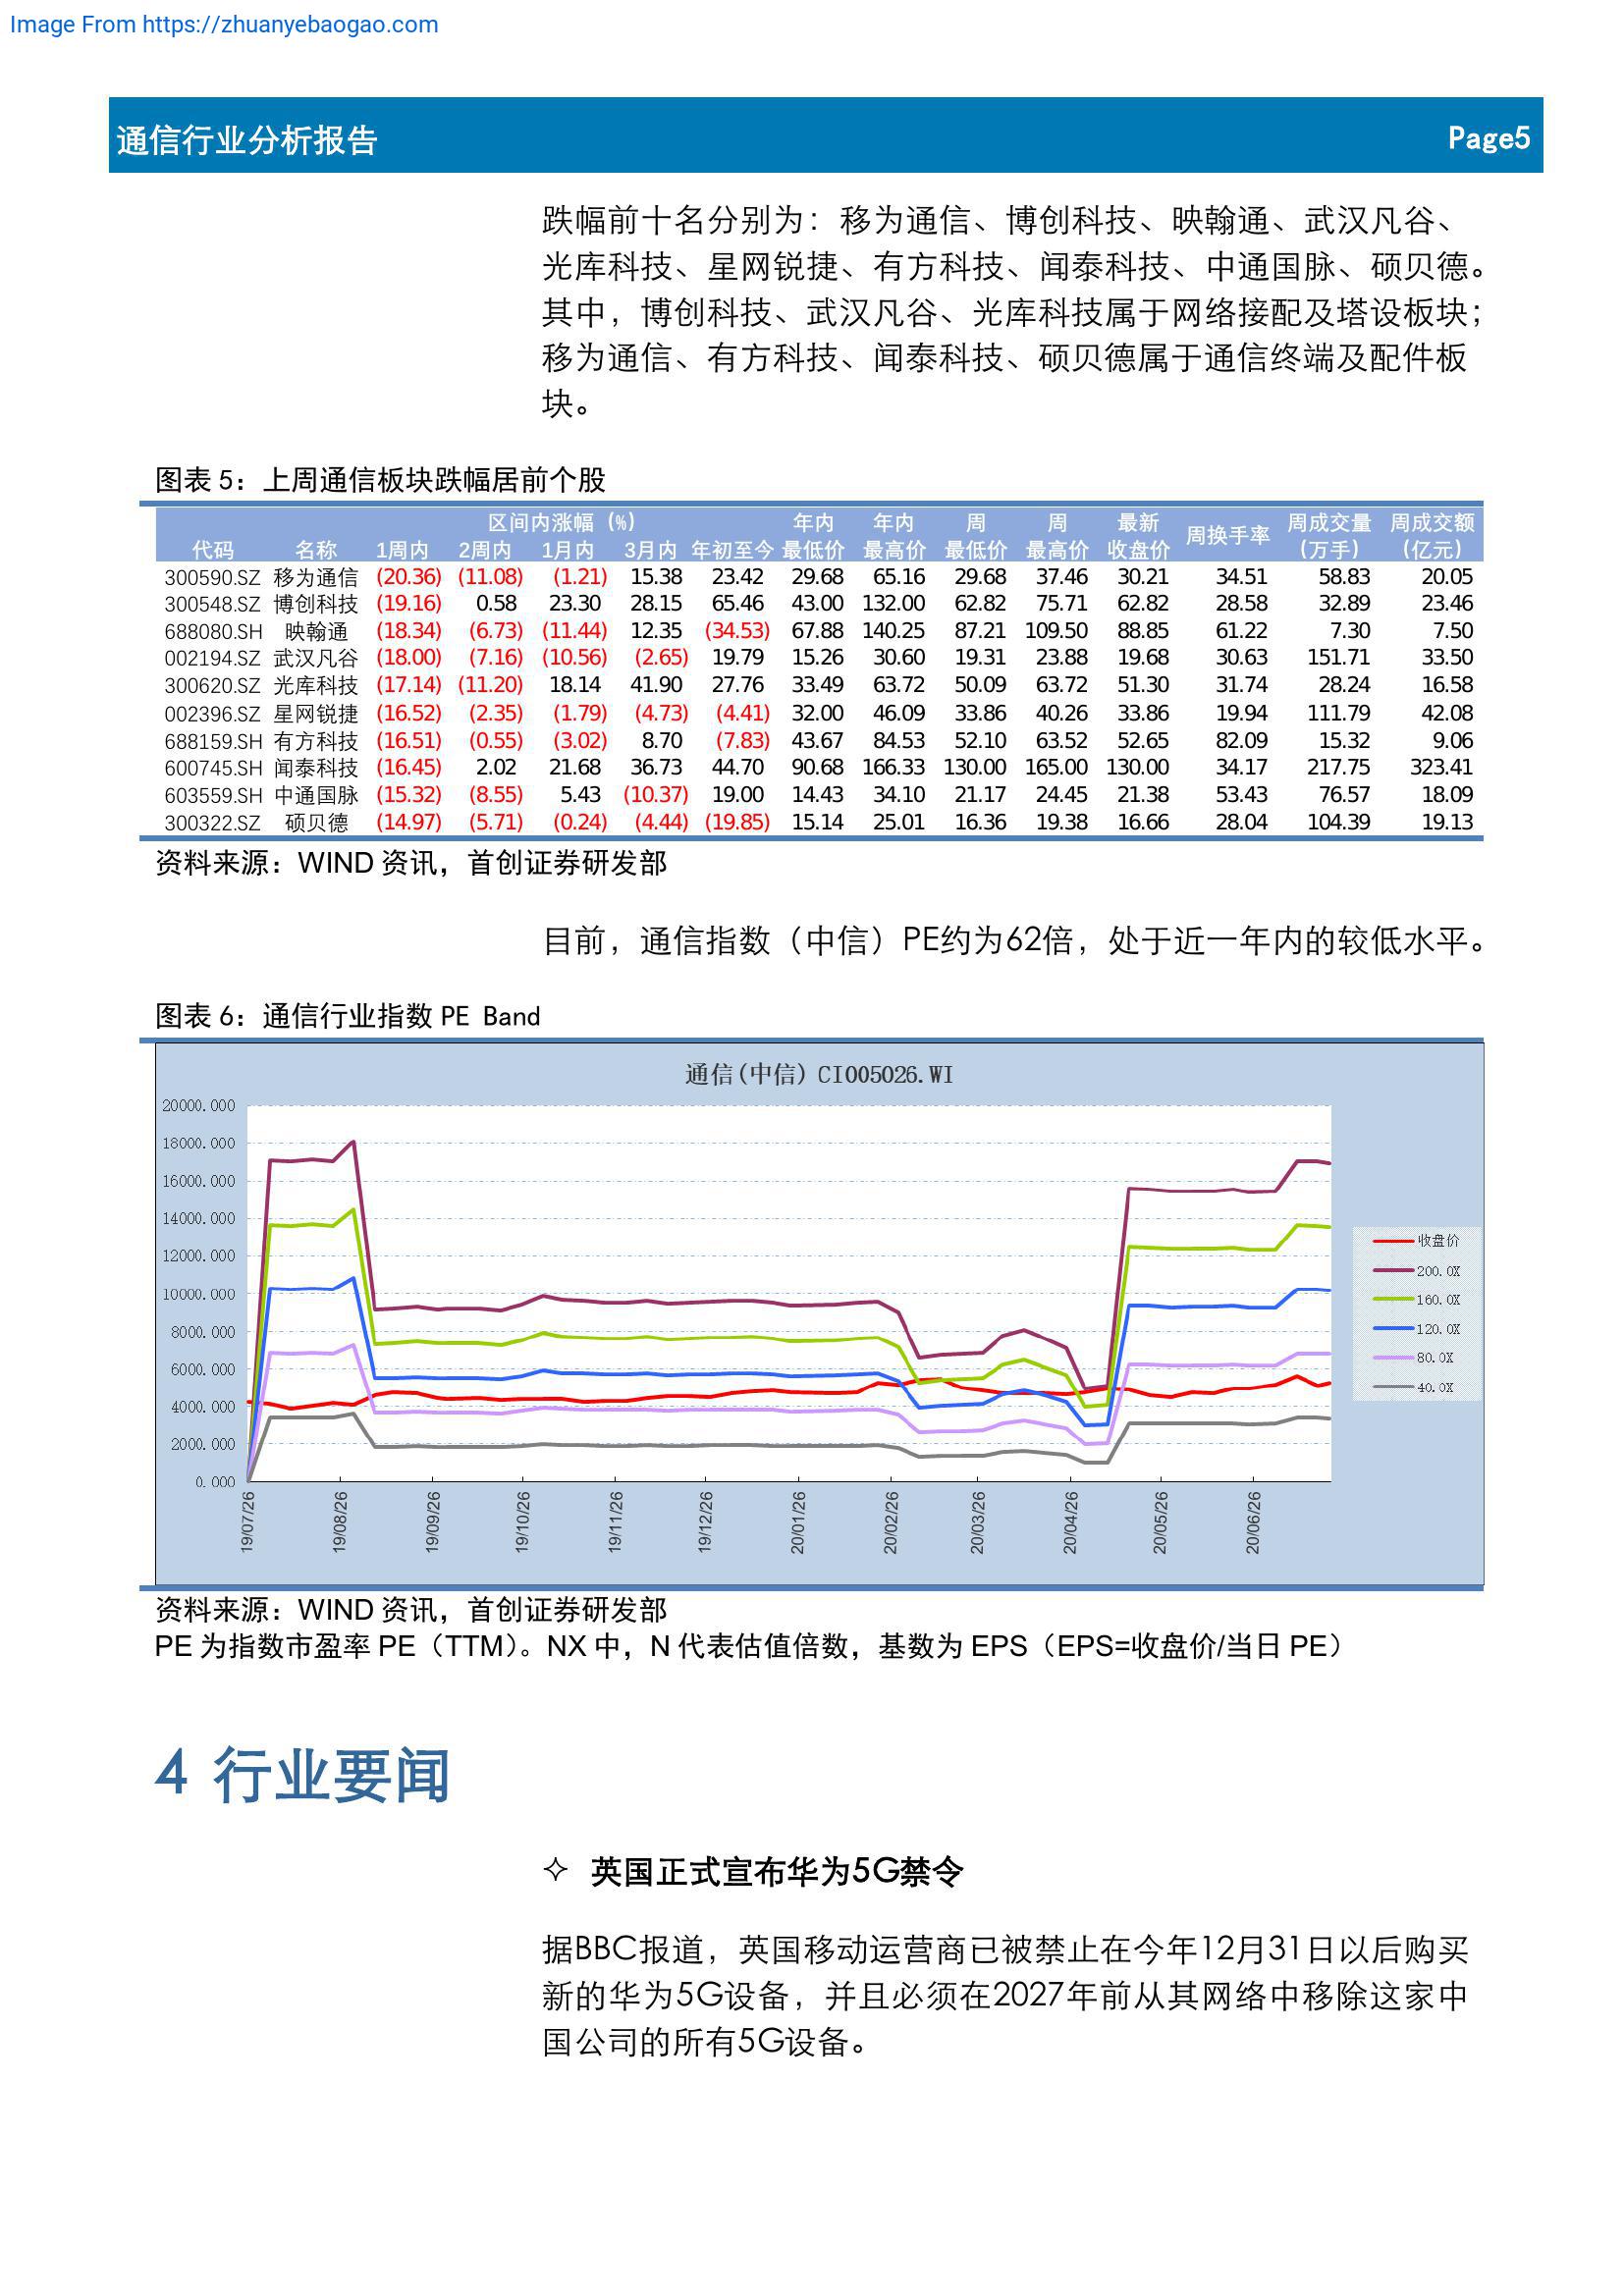 Image From https://zhuanyebaogao.com
通信行业分析报告 Page5
跌幅前十名分别为：移为通信、博创科技、映翰通、武汉凡谷、
光库科技、星网锐捷、有方科技、闻泰科技、中通国脉、硕贝德。
其中，博创科技、武汉凡谷、光库科技属于网络接配及塔设板块；
移为通信、有方科技、闻泰科技、硕贝德属于通信终端及配件板
块。
图表 5：上周通信板块跌幅居前个股
区间内涨幅（%） 年内 年内 周 周 最新 周换手率 周成交量 周成交额
代码 名称 1周内 2周内 1月内 3月内 年初至今 最低价 最高价 最低价 最高价 收盘价 （万手） （亿元）
300590.SZ 移为通信 (20.36) (11.08) (1.21) 15.38 23.42 29.68 65.16 29.68 37.46 30.21 34.51 58.83 20.05
300548.SZ 博创科技 (19.16) 0.58 23.30 28.15 65.46 43.00 132.00 62.82 75.71 62.82 28.58 32.89 23.46
688080.SH 映翰通 (18.34) (6.73) (11.44) 12.35 (34.53) 67.88 140.25 87.21 109.50 88.85 61.22 7.30 7.50
002194.SZ 武汉凡谷 (18.00) (7.16) (10.56) (2.65) 19.79 15.26 30.60 19.31 23.88 19.68 30.63 151.71 33.50
300620.SZ 光库科技 (17.14) (11.20) 18.14 41.90 27.76 33.49 63.72 50.09 63.72 51.30 31.74 28.24 16.58
002396.SZ 星网锐捷 (16.52) (2.35) (1.79) (4.73) (4.41) 32.00 46.09 33.86 40.26 33.86 19.94 111.79 42.08
688159.SH 有方科技 (16.51) (0.55) (3.02) 8.70 (7.83) 43.67 84.53 52.10 63.52 52.65 82.09 15.32 9.06
600745.SH 闻泰科技 (16.45) 2.02 21.68 36.73 44.70 90.68 166.33 130.00 165.00 130.00 34.17 217.75 323.41
603559.SH 中通国脉 (15.32) (8.55) 5.43 (10.37) 19.00 14.43 34.10 21.17 24.45 21.38 53.43 76.57 18.09
300322.SZ 硕贝德 (14.97) (5.71) (0.24) (4.44) (19.85) 15.14 25.01 16.36 19.38 16.66 28.04 104.39 19.13
资料来源：WIND 资讯，首创证券研发部
目前，通信指数（中信）PE约为62倍，处于近一年内的较低水平。
图表 6：通信行业指数 PE Band
通信(中信) CI005026.WI
20000.000
18000.000
16000.000
14000.000
12000.000
10000.000
8000.000
6000.000
4000.000
2000.000
0.000
19/07/26 19/08/26 19/09/26 19/10/26 19/11/26 19/12/26 20/01/26 20/02/26 20/03/26 20/04/26 20/05/26 20/06/26
收盘价
200.0X
160.0X
120.0X
80.0X
40.0X
资料来源：WIND 资讯，首创证券研发部
PE 为指数市盈率 PE（TTM）。NX 中，N 代表估值倍数，基数为 EPS（EPS=收盘价/当日 PE）
4 行业要闻
✧ 英国正式宣布华为5G禁令
据BBC报道，英国移动运营商已被禁止在今年12月31日以后购买
新的华为5G设备，并且必须在2027年前从其网络中移除这家中
国公司的所有5G设备。